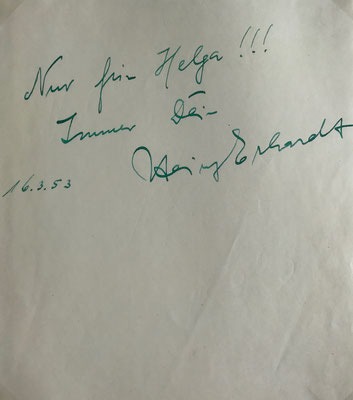 Nur für Helga !!!
Immer Dein
Heinz Erhardt
16.3.53